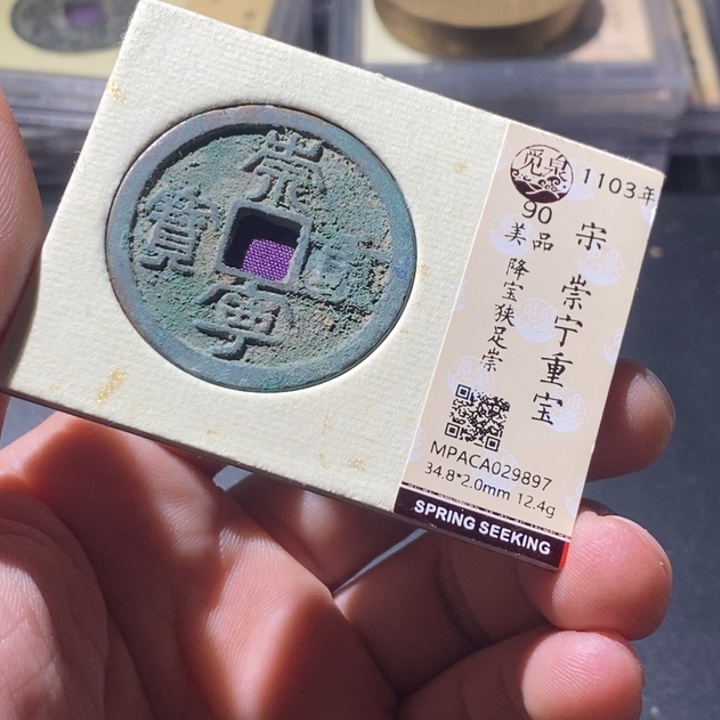 崇
寧
重
寶
觅泉
1103年
90
美品
宋 崇宁重宝
降宝狭足崇
MPACA029897
34.8*2.0mm 12.4g
SPRING SEEKING